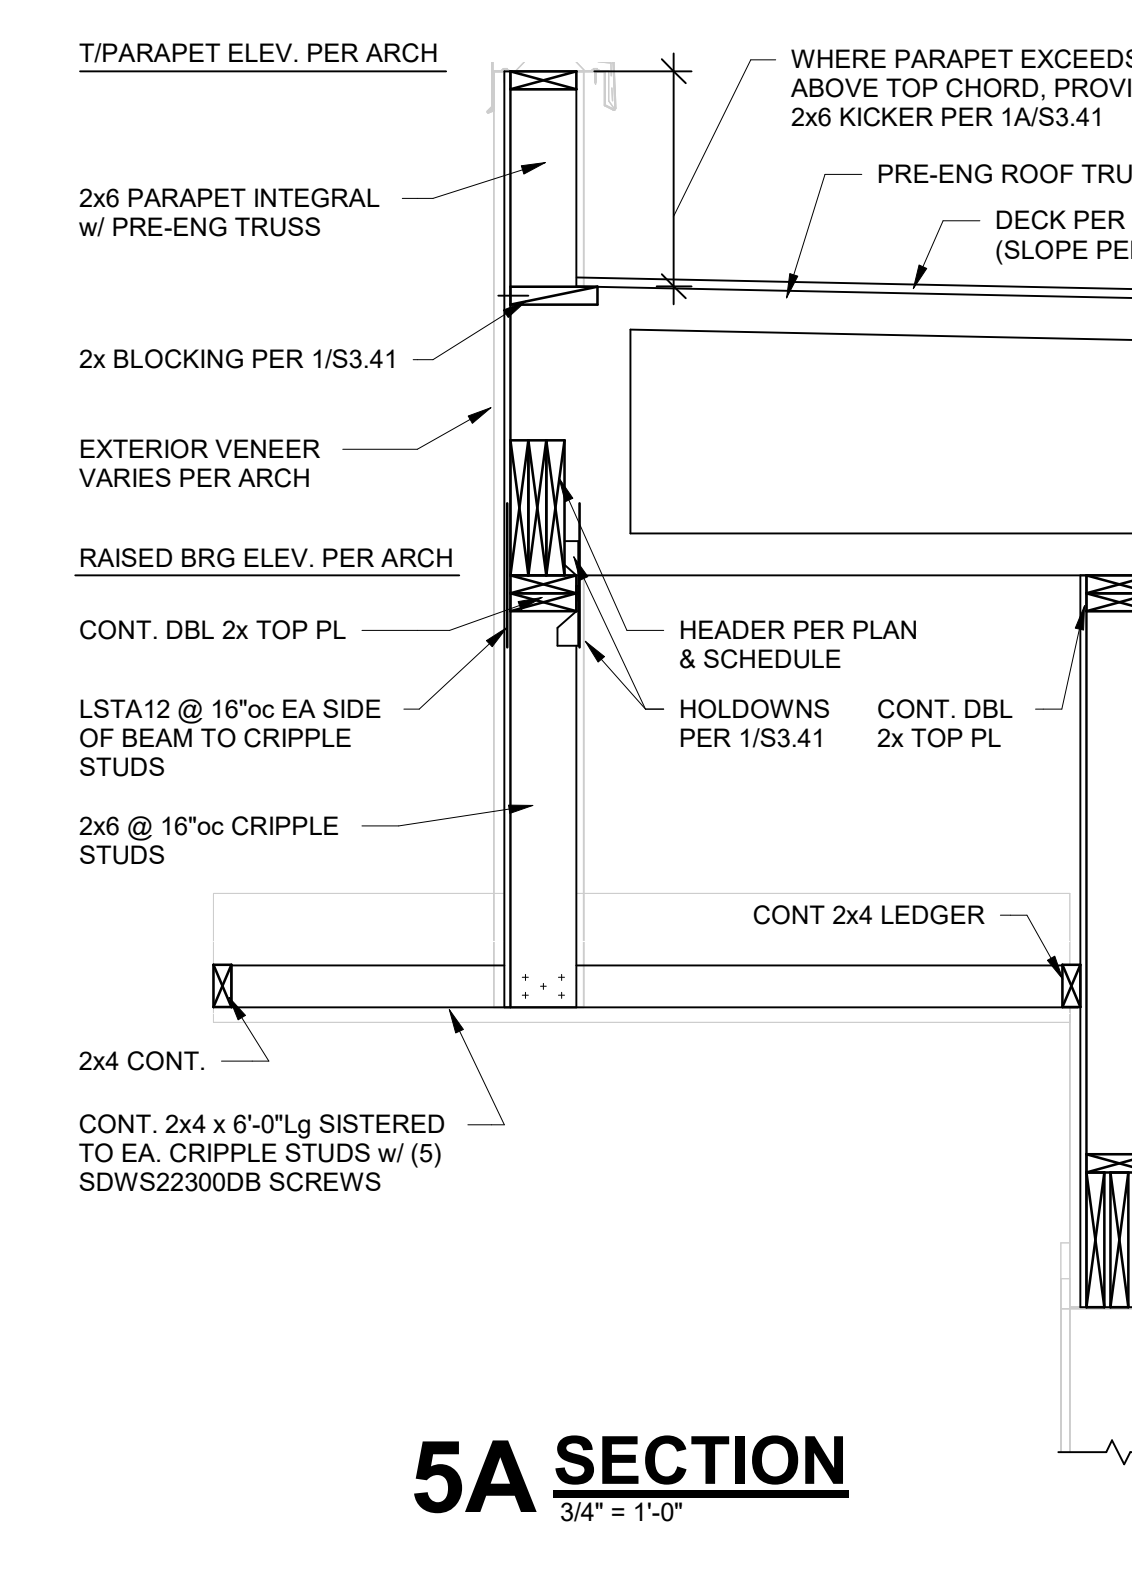 T/PARAPET ELEV. PER ARCH
WHERE PARAPET EXCEEDS
ABOVE TOP CHORD,
2x6 KICKER PER 1A/S3.41
PRE-ENG ROOF
DECK PER
(SLOPE
2x6 PARAPET INTEGRAL
w/ PRE-ENG TRUSS
2x BLOCKING PER 1/S3.41
EXTERIOR VENEER
VARIES PER ARCH
RAISED BRG ELEV. PER ARCH
CONT. DBL 2x TOP PL
HEADER PER PLAN
& SCHEDULE
LSTA12 @ 16"oc EA SIDE
OF BEAM TO CRIPPLE
STUDS
HOLDOWNS
PER 1/S3.41
CONT. DBL
2x TOP PL
2x6 @ 16"oc CRIPPLE
STUDS
CONT 2x4 LEDGER
2x4 CONT.
CONT. 2x4 x 6'-0"Lg SISTERED
TO EA. CRIPPLE STUDS w/ (5)
SDWS22300DB SCREWS
5A SECTION
3/4" = 1'-0"